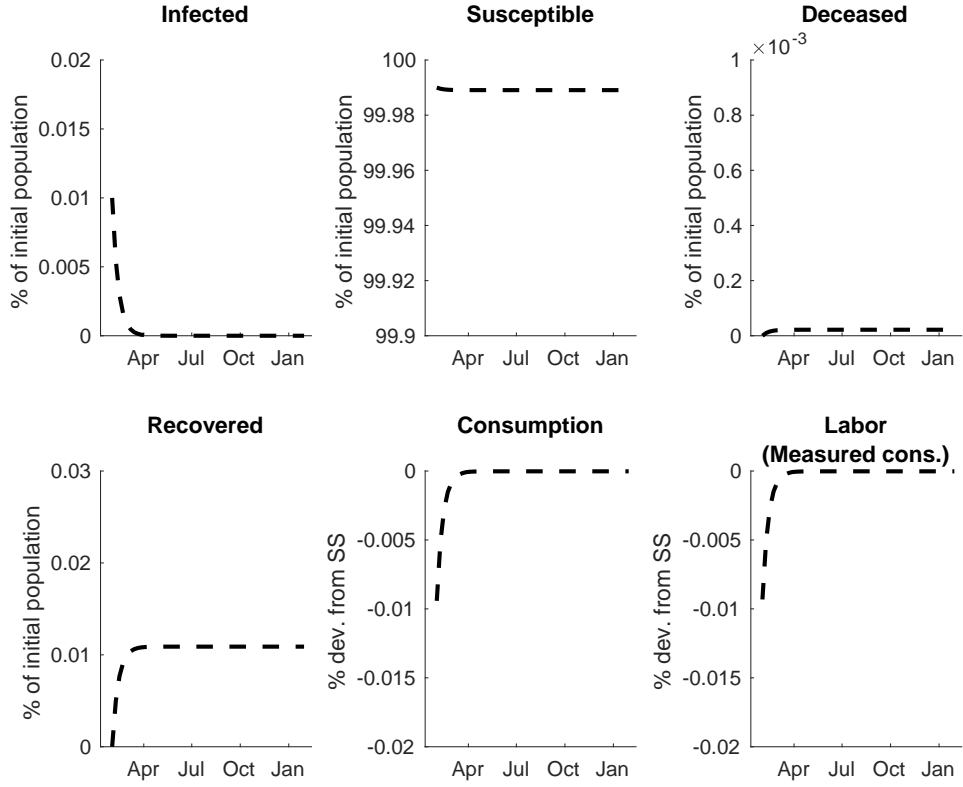 Infected
% of initial population
0.02
0.015
0.01
0.005
0
Apr Jul Oct Jan
Susceptible
% of initial population
100
99.98
99.96
99.94
99.92
99.9
Apr Jul Oct Jan
Deceased
×10⁻³
% of initial population
1
0.8
0.6
0.4
0.2
0
Apr Jul Oct Jan
Recovered
% of initial population
0.03
0.02
0.01
0
Apr Jul Oct Jan
Consumption
% dev. from SS
0
-0.005
-0.01
-0.015
-0.02
Apr Jul Oct Jan
Labor
(Measured cons.)
% dev. from SS
0
-0.005
-0.01
-0.015
-0.02
Apr Jul Oct Jan